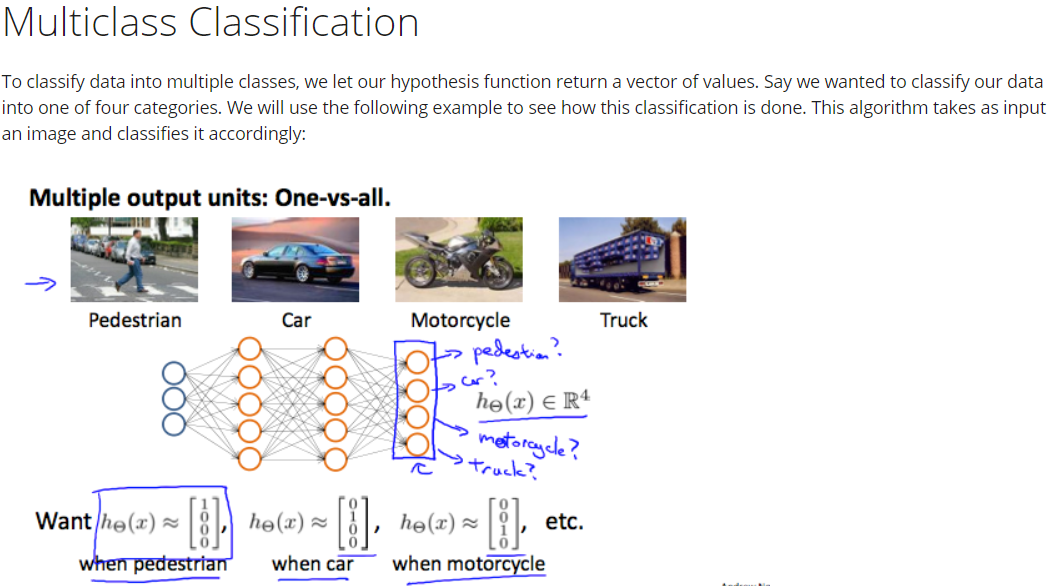 Multiclass Classification
To classify data into multiple classes, we let our hypothesis function return a vector of values. Say we wanted to classify our data
into one of four categories. We will use the following example to see how this classification is done. This algorithm takes as input
an image and classifies it accordingly:
Multiple output units: One-vs-all.
Pedestrian Car Motorcycle Truck
pedestrian?
car?
hΘ(x) ∈ ℝ⁴
motorcycle?
truck?
Want hΘ(x) ≈ [1 0 0 0], hΘ(x) ≈ [0 1 0 0], hΘ(x) ≈ [0 0 1 0], etc.
when pedestrian when car when motorcycle